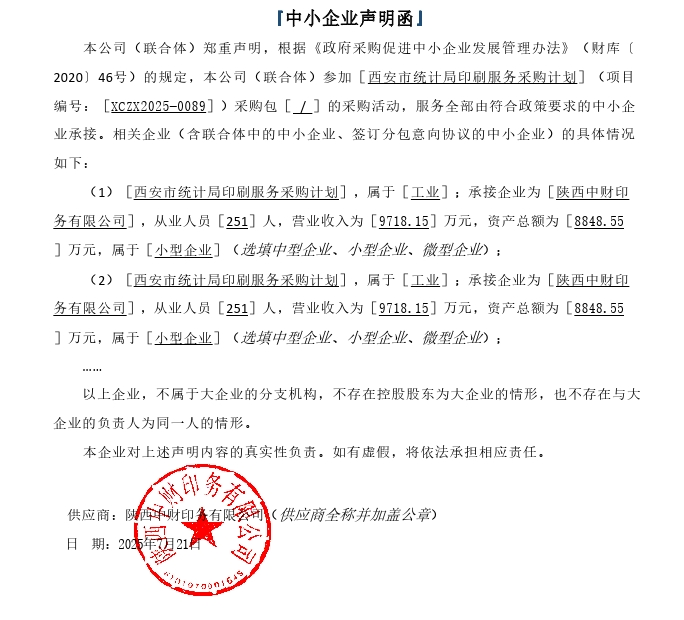 『中小企业声明函』
本公司（联合体）郑重声明，根据《政府采购促进中小企业发展管理办法》（财库〔
2020〕46号）的规定，本公司（联合体）参加［西安市统计局印刷服务采购计划］（项目
编号：［XCZX2025-0089］）采购包［ / ］的采购活动，服务全部由符合政策要求的中小企
业承接。相关企业（含联合体中的中小企业、签订分包意向协议的中小企业）的具体情况
如下：
（1）［西安市统计局印刷服务采购计划］，属于［工业］；承接企业为［陕西中财印
务有限公司］，从业人员［251］人，营业收入为［9718.15］万元，资产总额为［8848.55
］万元，属于［小型企业］（选填中型企业、小型企业、微型企业）；
（2）［西安市统计局印刷服务采购计划］，属于［工业］；承接企业为［陕西中财印
务有限公司］，从业人员［251］人，营业收入为［9718.15］万元，资产总额为［8848.55
］万元，属于［小型企业］（选填中型企业、小型企业、微型企业）；
……
以上企业，不属于大企业的分支机构，不存在控股股东为大企业的情形，也不存在与大
企业的负责人为同一人的情形。
本企业对上述声明内容的真实性负责。如有虚假，将依法承担相应责任。
供应商：陕西中财印务有限公司（供应商全称并加盖公章）
日 期：2025年7月21日
陕西中财印务有限公司